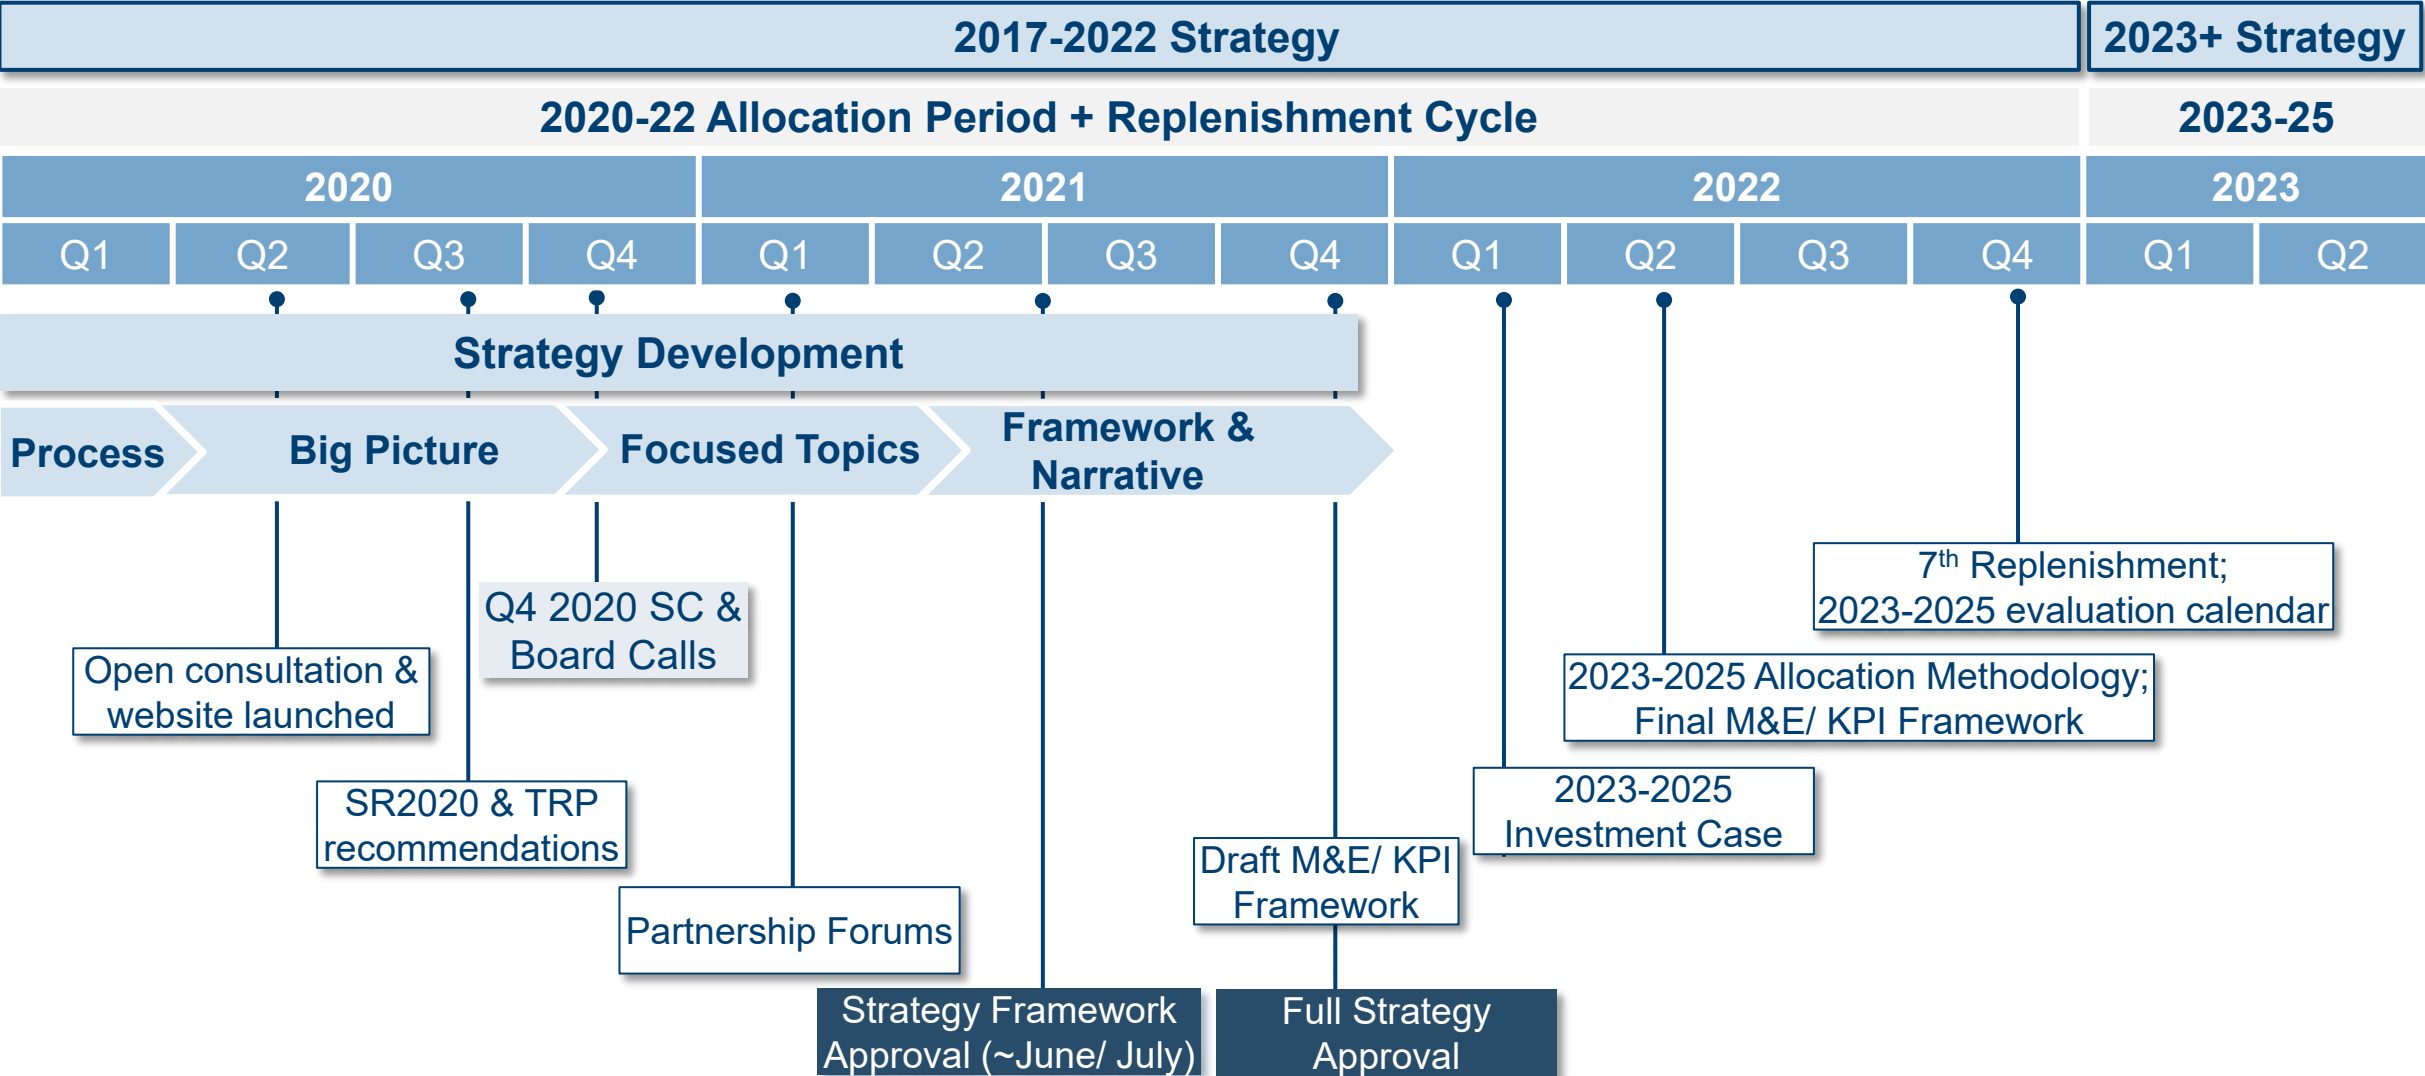 2017-2022 Strategy
2023+ Strategy
2020-22 Allocation Period + Replenishment Cycle
2023-25
2020
2021
2022
2023
Q1
Q2
Q3
Q4
Q1
Q2
Q3
Q4
Q1
Q2
Q3
Q4
Q1
Q2
Strategy Development
Process
Big Picture
Focused Topics
Framework &
Narrative
7th Replenishment;
2023-2025 evaluation calendar
Q4 2020 SC &
Board Calls
Open consultation &
website launched
2023-2025 Allocation Methodology;
Final M&E/ KPI Framework
SR2020 & TRP
recommendations
2023-2025
Investment Case
Draft M&E/ KPI
Framework
Partnership Forums
Strategy Framework
Approval (~June/ July)
Full Strategy
Approval